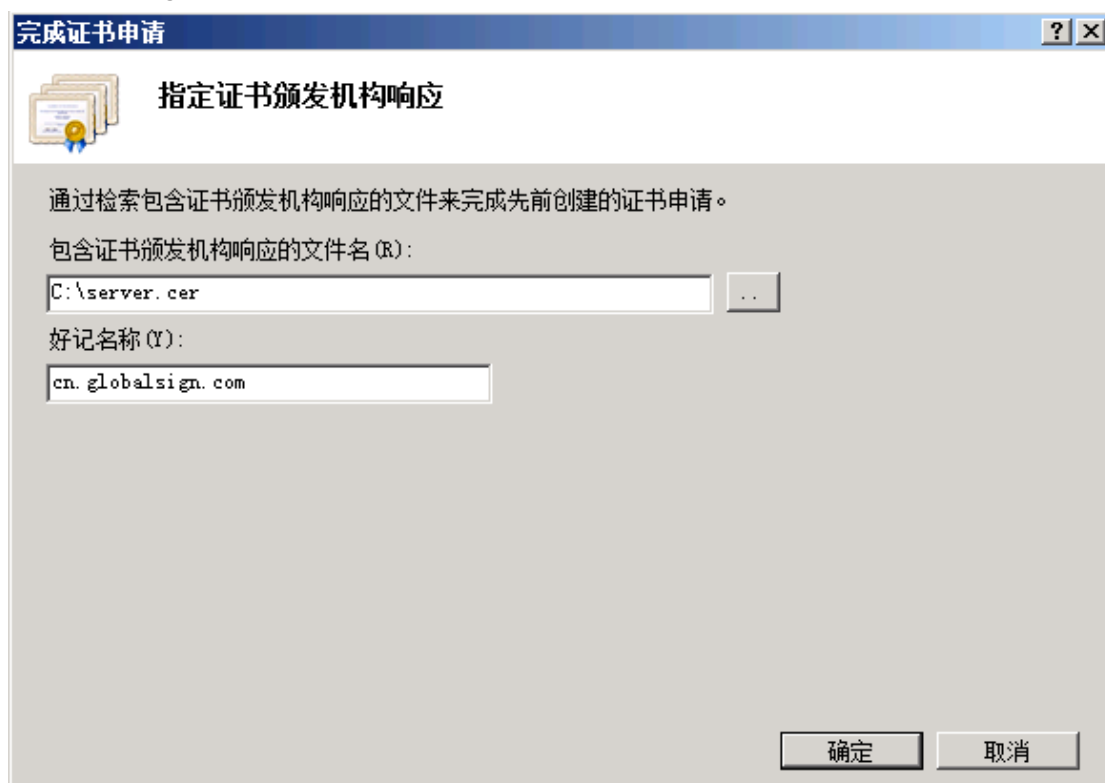 完成证书申请
指定证书颁发机构响应
通过检索包含证书颁发机构响应的文件来完成先前创建的证书申请。
包含证书颁发机构响应的文件名(R):
C:\server.cer
..
好记名称(Y):
cn.globalsign.com
确定 取消